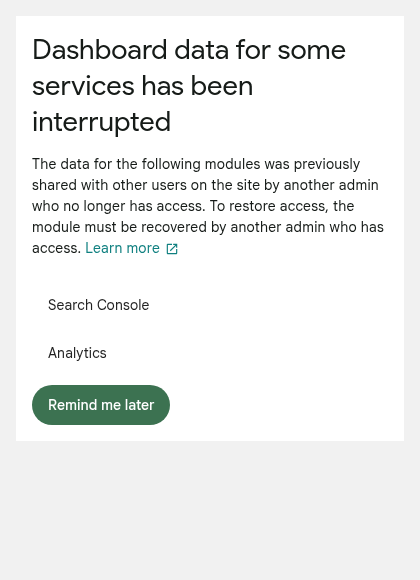 Dashboard data for some
services has been
interrupted
The data for the following modules was previously
shared with other users on the site by another admin
who no longer has access. To restore access, the
module must be recovered by another admin who has
access. Learn more
Search Console
Analytics
Remind me later